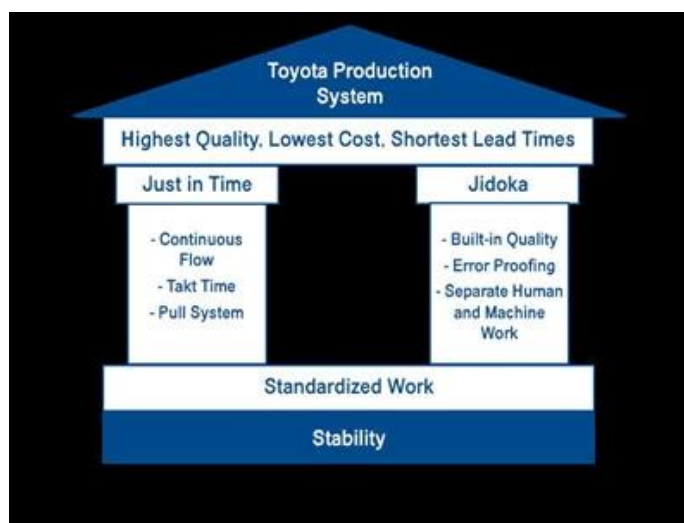 Toyota Production
System
Highest Quality, Lowest Cost, Shortest Lead Times
Just in Time
- Continuous
Flow
- Takt Time
- Pull System
Jidoka
- Built-in Quality
- Error Proofing
- Separate Human
and Machine
Work
Standardized Work
Stability